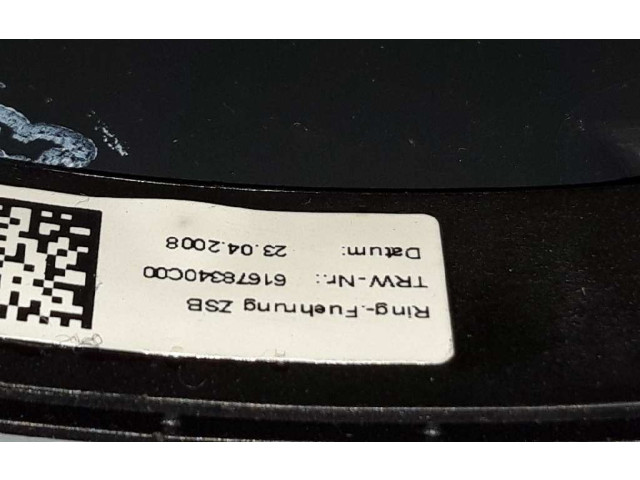 Ring-.Fuehrung ZSB
TRW-Nr.: 61678340C00
Datum: 23.04.2008